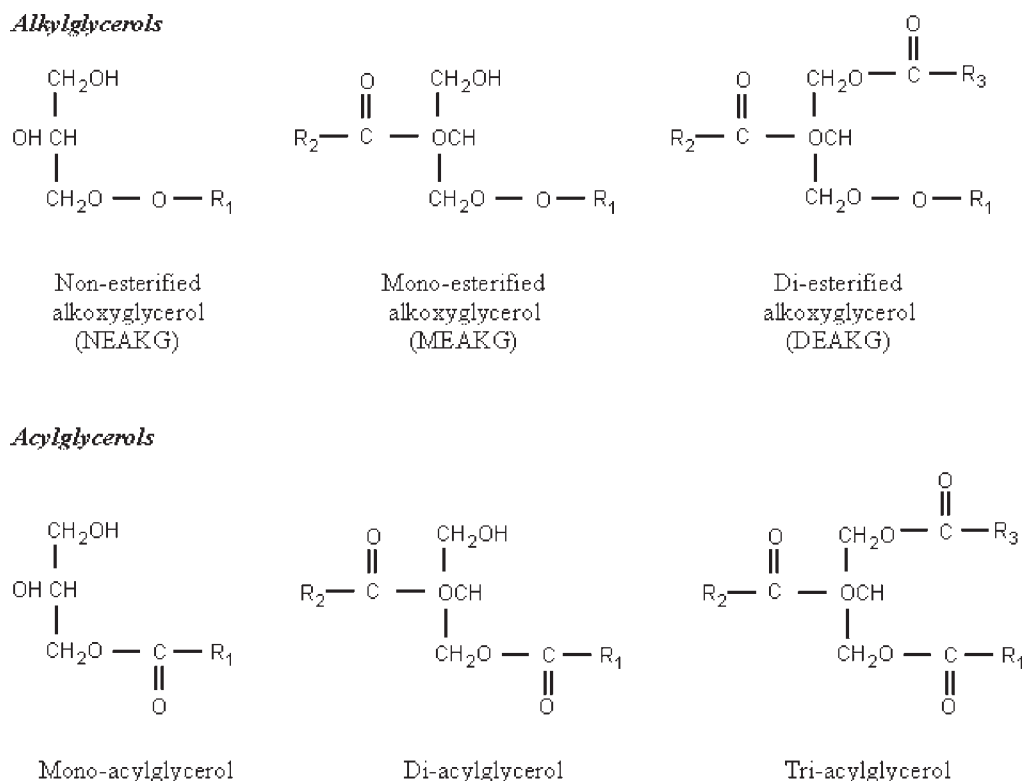 Alkylglycerols
O
O
CH2OH
O
CH2OH
CH2O — C — R3
OH CH
R2 — C — OCH
R2 — C — OCH
CH2O — O — R1
CH2O — O — R1
CH2O — O — R1
Non-esterified
alkoxyglycerol
(NEAKG)
Mono-esterified
alkoxyglycerol
(MEAKG)
Di-esterified
alkoxyglycerol
(DEAKG)
Acylglycerols
O
CH2OH
O
CH2OH
O
CH2O — C — R3
OH CH
R2 — C — OCH
R2 — C — OCH
CH2O — C — R1
CH2O — C — R1
CH2O — C — R1
O
O
O
Mono-acylglycerol
Di-acylglycerol
Tri-acylglycerol